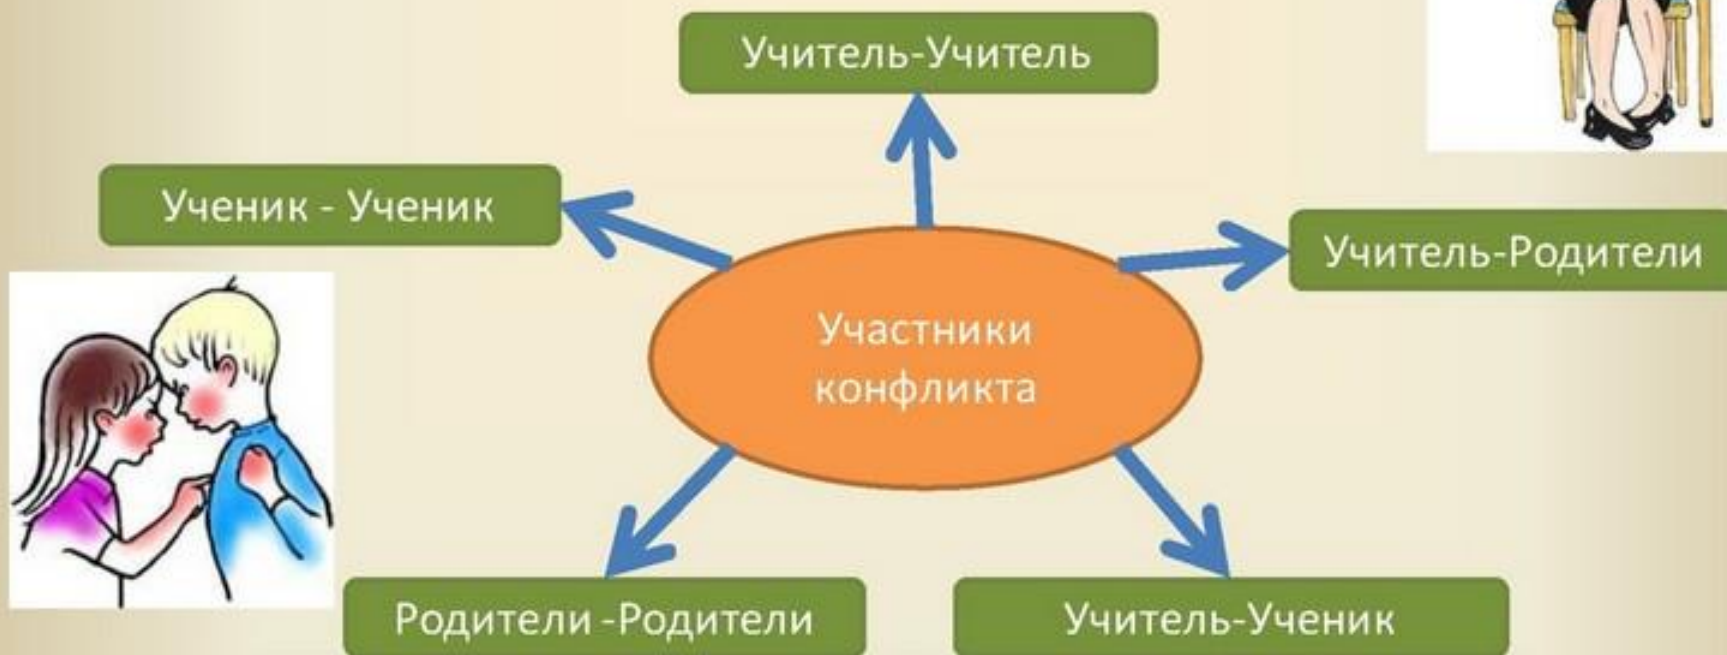 Учитель-Учитель
Ученик - Ученик
Учитель-Родители
Участники
конфликта
Родители -Родители
Учитель-Ученик